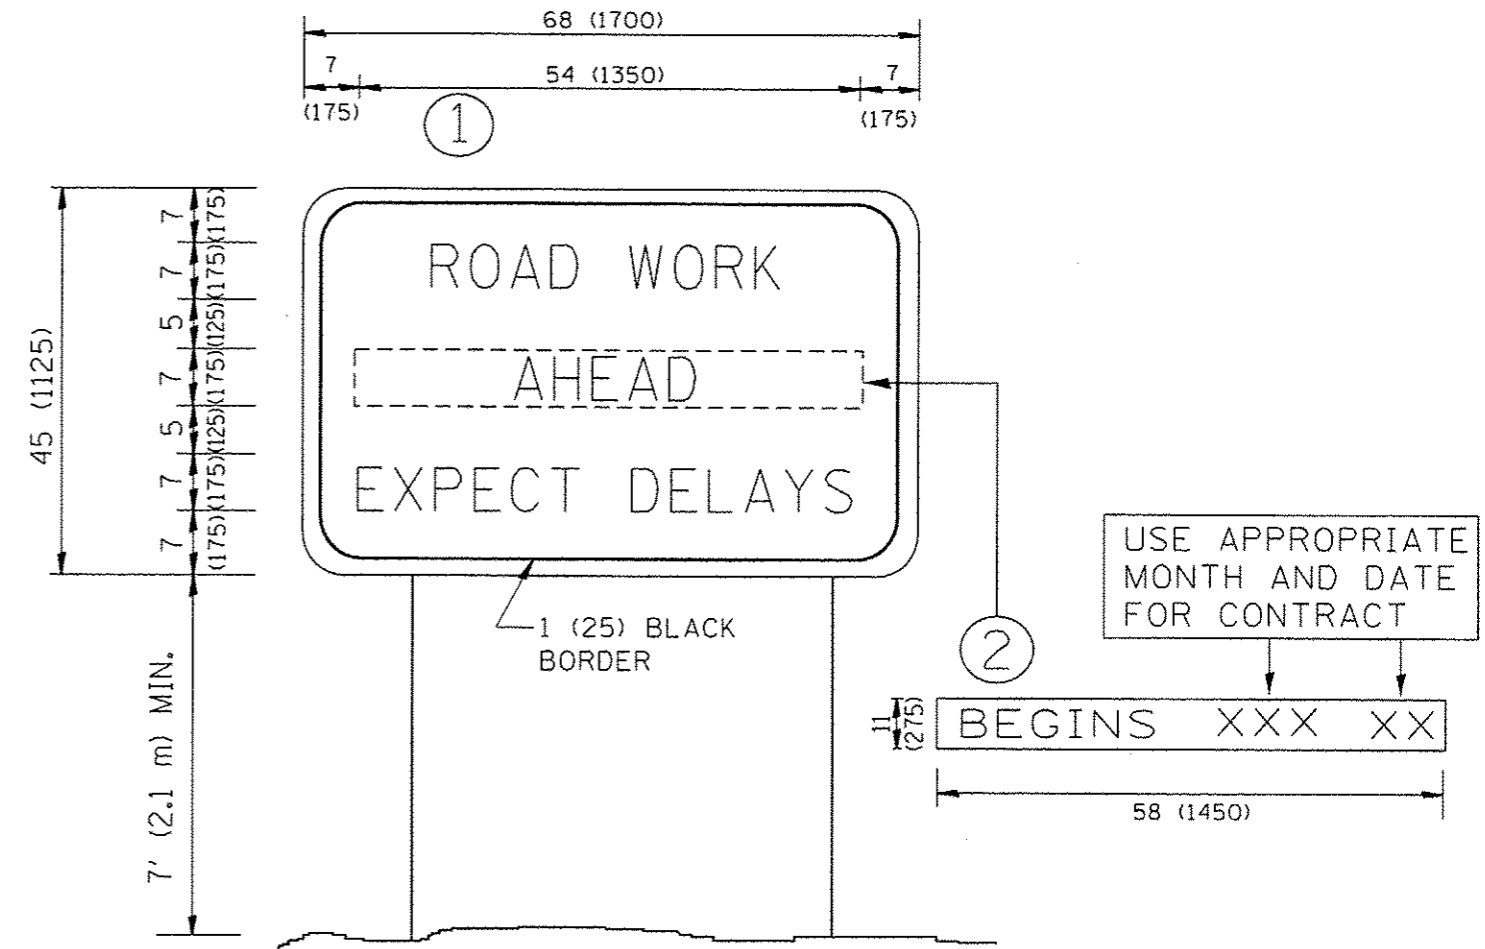 68 (1700)
7
54 (1350)
7
(175)
(175)
1
45 (1125)
7
(175)
7
(175)
5
(125)
7
(175)
5
(125)
7
(175)
7
(175)
ROAD WORK
AHEAD
EXPECT DELAYS
1 (25) BLACK
BORDER
7' (2.1 m) MIN.
2
USE APPROPRIATE
MONTH AND DATE
FOR CONTRACT
11
(275)
BEGINS XXX XX
58 (1450)